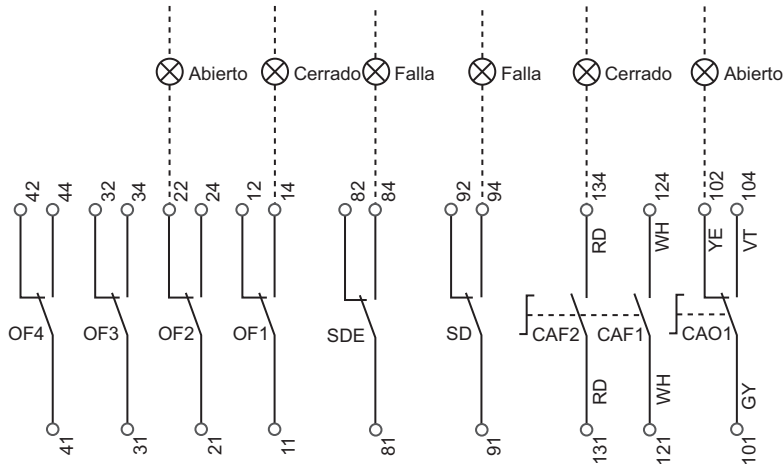 Abierto Cerrado Falla Falla Cerrado Abierto
42 44 32 34 22 24 12 14 82 84 92 94 134 124 102 104
RD WH YE VT
OF4 OF3 OF2 OF1 SDE SD CAF2 CAF1 CAO1
RD WH GY
41 31 21 11 81 91 131 121 101